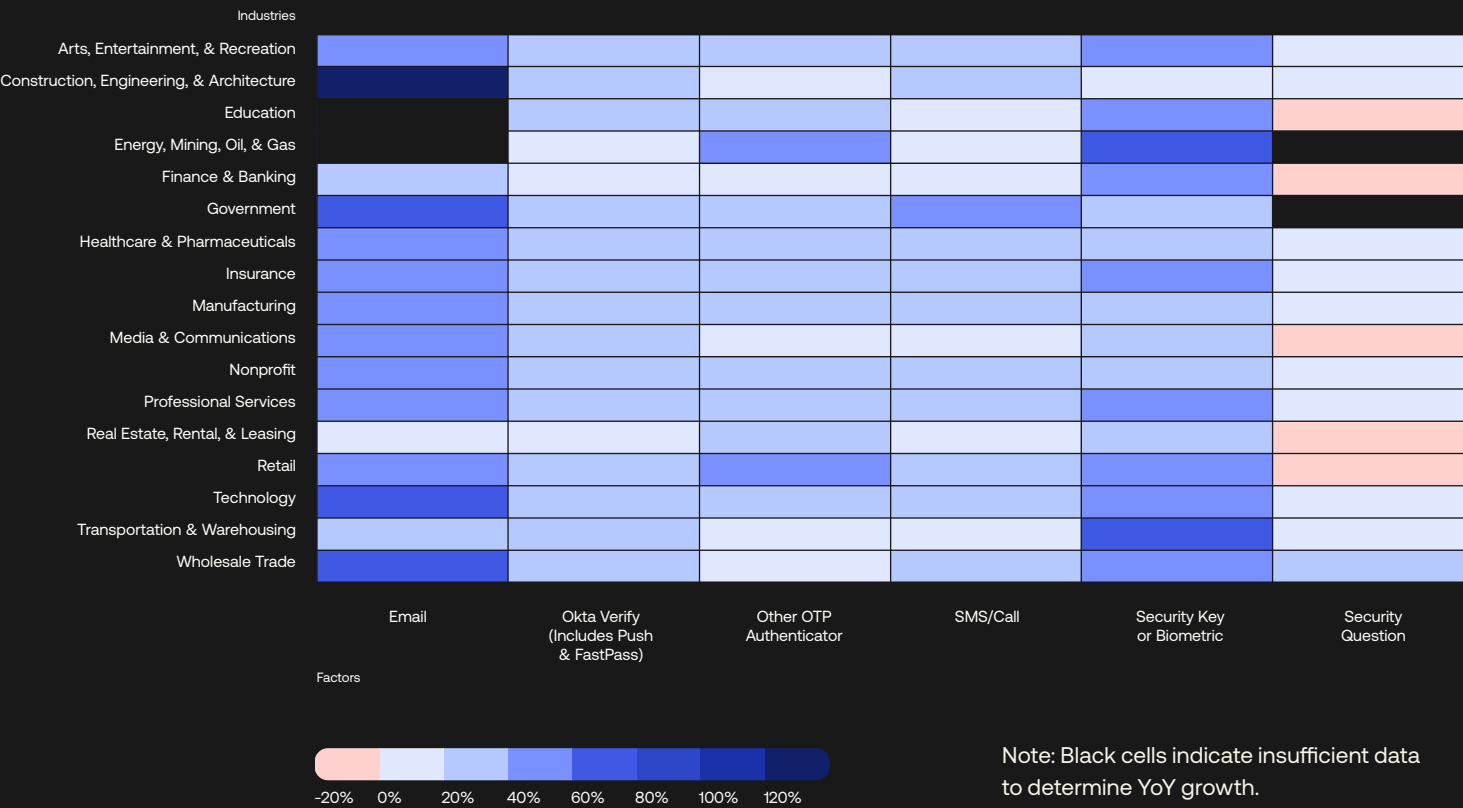 Industries
Arts, Entertainment, & Recreation
Construction, Engineering, & Architecture
Education
Energy, Mining, Oil, & Gas
Finance & Banking
Government
Healthcare & Pharmaceuticals
Insurance
Manufacturing
Media & Communications
Nonprofit
Professional Services
Real Estate, Rental, & Leasing
Retail
Technology
Transportation & Warehousing
Wholesale Trade
Email
Okta Verify
(Includes Push
& FastPass)
Other OTP
Authenticator
SMS/Call
Security Key
or Biometric
Security
Question
Factors
-20% 0% 20% 40% 60% 80% 100% 120%
Note: Black cells indicate insufficient data
to determine YoY growth.